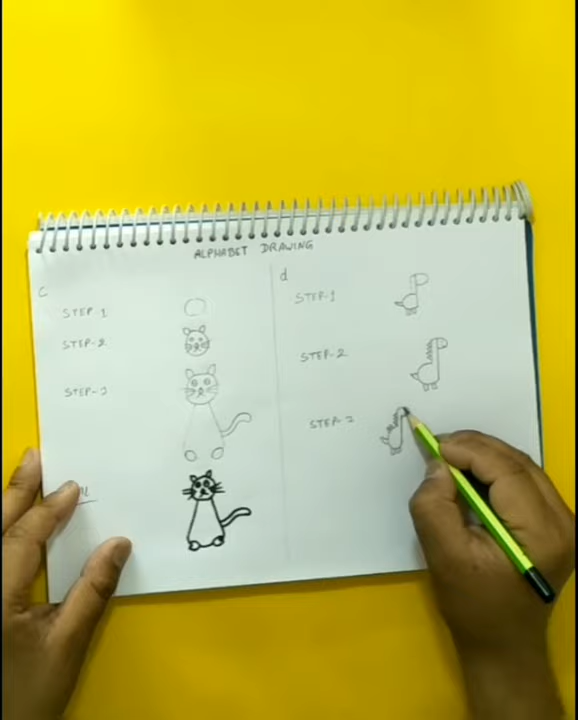 ALPHABET DRAWING
C
STEP-1
STEP-2
STEP-3
d
STEP-1
STEP-2
STEP-3